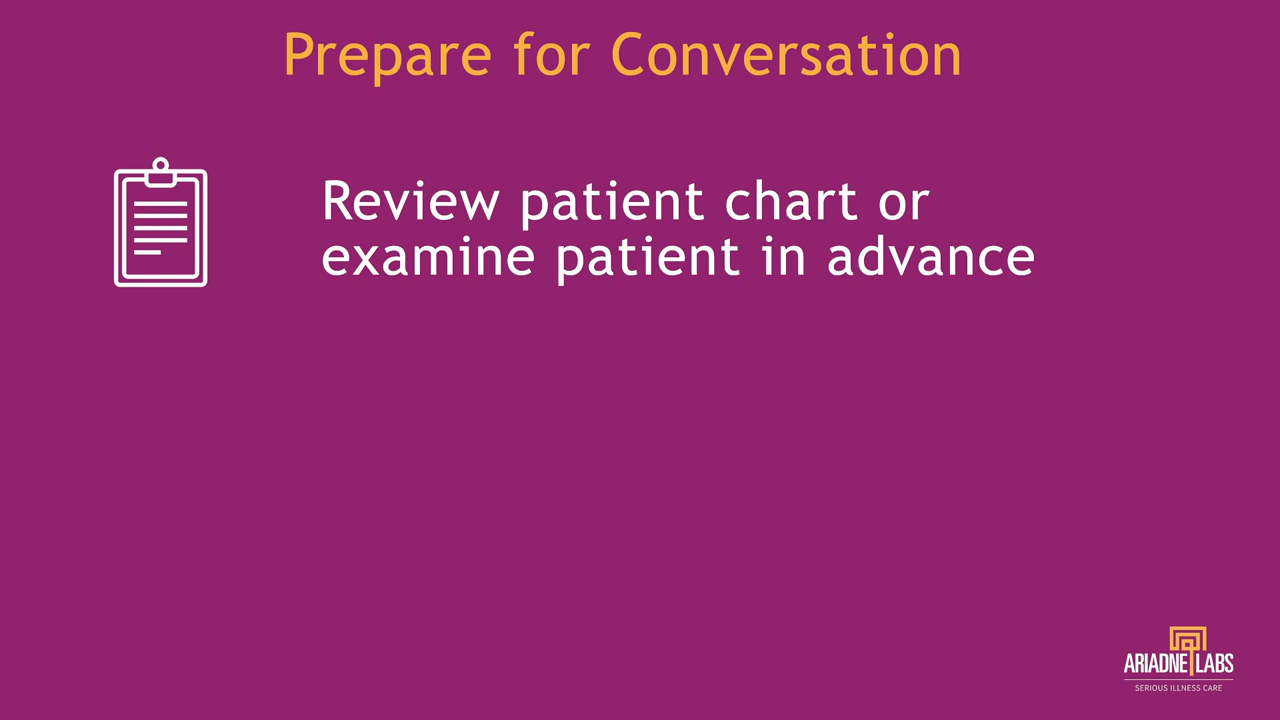 Prepare for Conversation
Review patient chart or
examine patient in advance
ARIADNE LABS
SERIOUS ILLNESS CARE